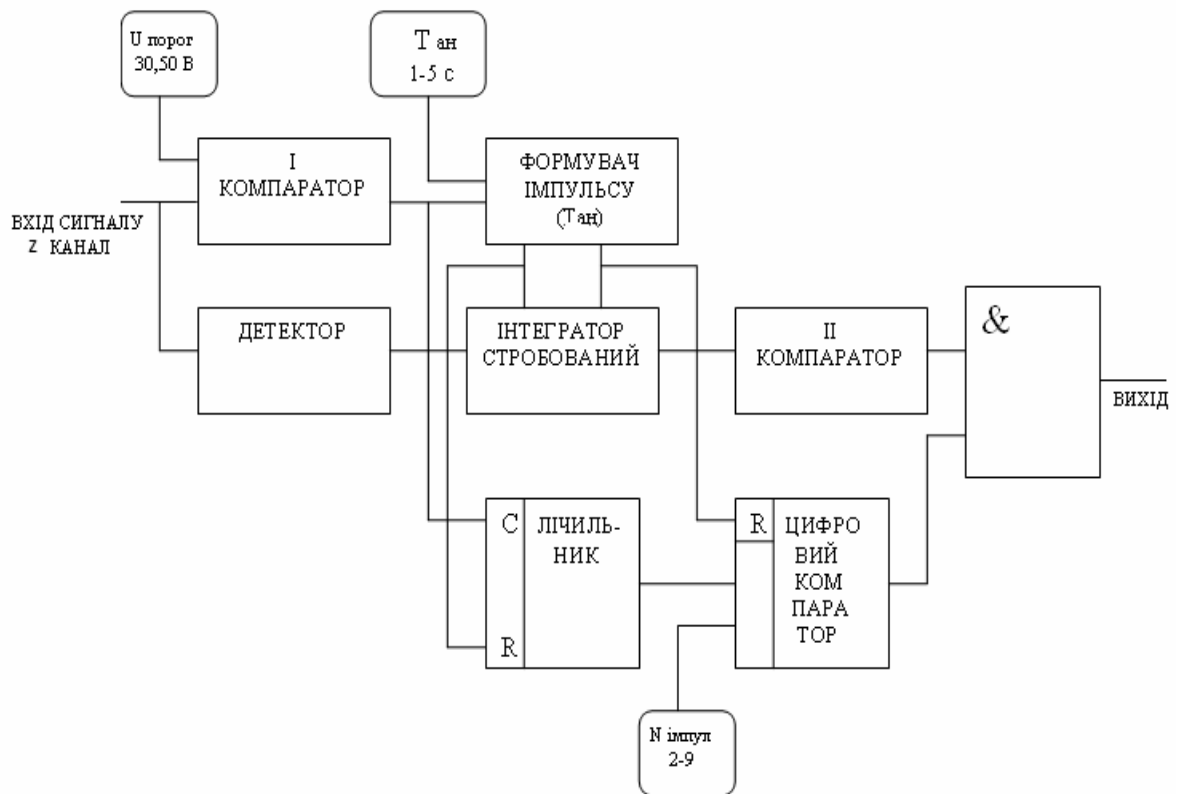 U порог
30,50 В
Т ан
1-5 с
І
КОМПАРАТОР
ФОРМУВАЧ
ІМПУЛЬСУ
(Тан)
ВХІД СИГНАЛУ
Z КАНАЛ
ДЕТЕКТОР
ІНТЕГРАТОР
СТРОБОВАНИЙ
ІІ
КОМПАРАТОР
&
ВИХІД
С
R
ЛІЧИЛЬ-
НИК
R
ЦИФРО
ВИЙ
КОМ
ПАРА
ТОР
N імпул
2-9